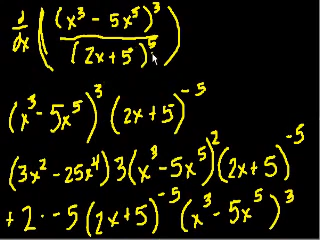 d/dx ( (x³ - 5x⁵)³ / (2x + 5)⁵ )
(x³ - 5x⁵)³ (2x + 5)⁻⁵
(3x² - 25x⁴) 3 (x³ - 5x⁵)² (2x + 5)⁻⁵
+ 2 · -5 (2x + 5)⁻⁵ (x³ - 5x⁵)³